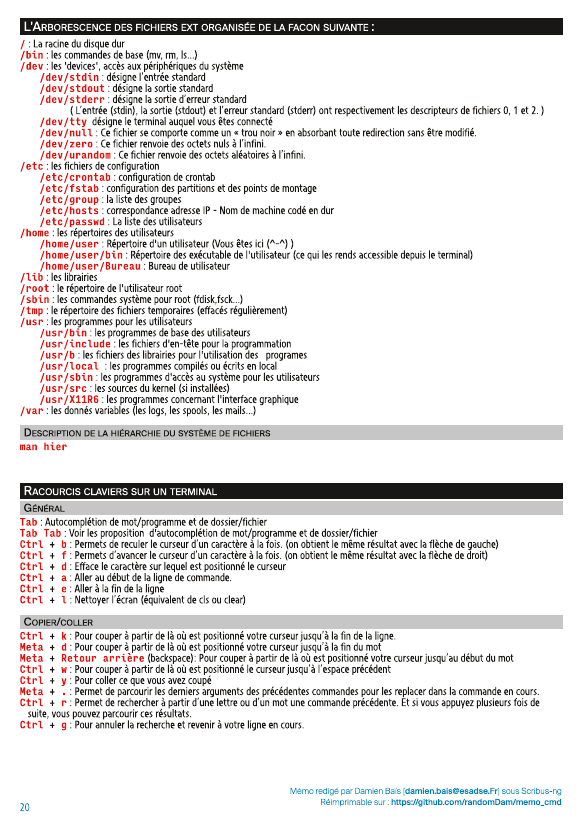 L'Arborescence des fichiers ext organisée de la facon suivante :
/ : La racine du disque dur
/bin : les commandes de base (mv, rm, ls...)
/dev : les 'devices', accès aux périphériques du système
/dev/stdin : désigne l'entrée standard
/dev/stdout : désigne la sortie standard
/dev/stderr : désigne la sortie d'erreur standard
( L'entrée (stdin), la sortie (stdout) et l'erreur standard (stderr) ont respectivement les descripteurs de fichiers 0, 1 et 2. )
/dev/tty désigne le terminal auquel vous êtes connecté
/dev/null : Ce fichier se comporte comme un « trou noir » en absorbant toute redirection sans être modifié.
/dev/zero : Ce fichier renvoie des octets nuls à l'infini.
/dev/urandom : Ce fichier renvoie des octets aléatoires à l'infini.
/etc : les fichiers de configuration
/etc/crontab : configuration de crontab
/etc/fstab : configuration des partitions et des points de montage
/etc/group : la liste des groupes
/etc/hosts : correspondance adresse IP - Nom de machine codé en dur
/etc/passwd : La liste des utilisateurs
/home : les répertoires des utilisateurs
/home/user : Répertoire d'un utilisateur (Vous êtes ici (^-^) )
/home/user/bin : Répertoire des exécutable de l'utilisateur (ce qui les rends accessible depuis le terminal)
/home/user/Bureau : Bureau de utilisateur
/lib : les librairies
/root : le répertoire de l'utilisateur root
/sbin : les commandes système pour root (fdisk,fsck...)
/tmp : le répertoire des fichiers temporaires (effacés régulièrement)
/usr : les programmes pour les utilisateurs
/usr/bin : les programmes de base des utilisateurs
/usr/include : les fichiers d'en-tête pour la programmation
/usr/b : les fichiers des librairies pour l'utilisation des programes
/usr/local : les programmes compilés ou écrits en local
/usr/sbin : les programmes d'accès au système pour les utilisateurs
/usr/src : les sources du kernel (si installées)
/usr/X11R6 : les programmes concernant l'interface graphique
/var : les donnés variables (les logs, les spools, les mails...)
Description de la hiérarchie du système de fichiers
man hier
Racourcis claviers sur un terminal
Général
Tab : Autocomplétion de mot/programme et de dossier/fichier
Tab Tab : Voir les proposition d'autocomplétion de mot/programme et de dossier/fichier
Ctrl + b : Permets de reculer le curseur d'un caractère à la fois. (on obtient le même résultat avec la flèche de gauche)
Ctrl + f : Permets d'avancer le curseur d'un caractère à la fois. (on obtient le même résultat avec la flèche de droit)
Ctrl + d : Efface le caractère sur lequel est positionné le curseur
Ctrl + a : Aller au début de la ligne de commande.
Ctrl + e : Aller à la fin de la ligne
Ctrl + l : Nettoyer l'écran (équivalent de cls ou clear)
Copier/coller
Ctrl + k : Pour couper à partir de là où est positionné votre curseur jusqu'à la fin de la ligne.
Meta + d : Pour couper à partir de là où est positionné votre curseur jusqu'à la fin du mot
Meta + Retour arrière (backspace) : Pour couper à partir de là où est positionné votre curseur jusqu'au début du mot
Ctrl + w : Pour couper à partir de là où est positionné le curseur jusqu'à l'espace précédent
Ctrl + y : Pour coller ce que vous avez coupé
Meta + . : Permet de parcourir les derniers arguments des précédentes commandes pour les replacer dans la commande en cours.
Ctrl + r : Permet de rechercher à partir d'une lettre ou d'un mot une commande précédente. Et si vous appuyez plusieurs fois de
suite, vous pouvez parcourir ces résultats.
Ctrl + g : Pour annuler la recherche et revenir à votre ligne en cours.
Mémo redigé par Damien Baïs [damien.bais@esadse.Fr] sous Scribus-ng
Réimprimable sur : https://github.com/randomDam/memo_cmd
20